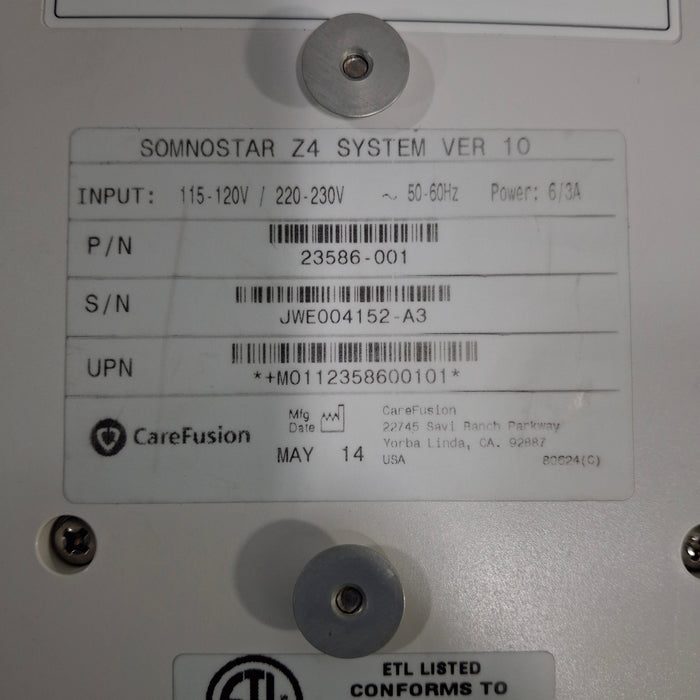 SOMNOSTAR Z4 SYSTEM VER 10
INPUT: 115-120V / 220-230V ~ 50-60Hz Power: 6/3A
P/N
23586-001
S/N
JWE004152-A3
UPN
*+M0112358600101*
CareFusion
Mfg
Date
MAY 14
CareFusion
22745 Savi Ranch Parkway
Yorba Linda, CA. 92887
USA
80624(C)
ETL
ETL LISTED
CONFORMS TO